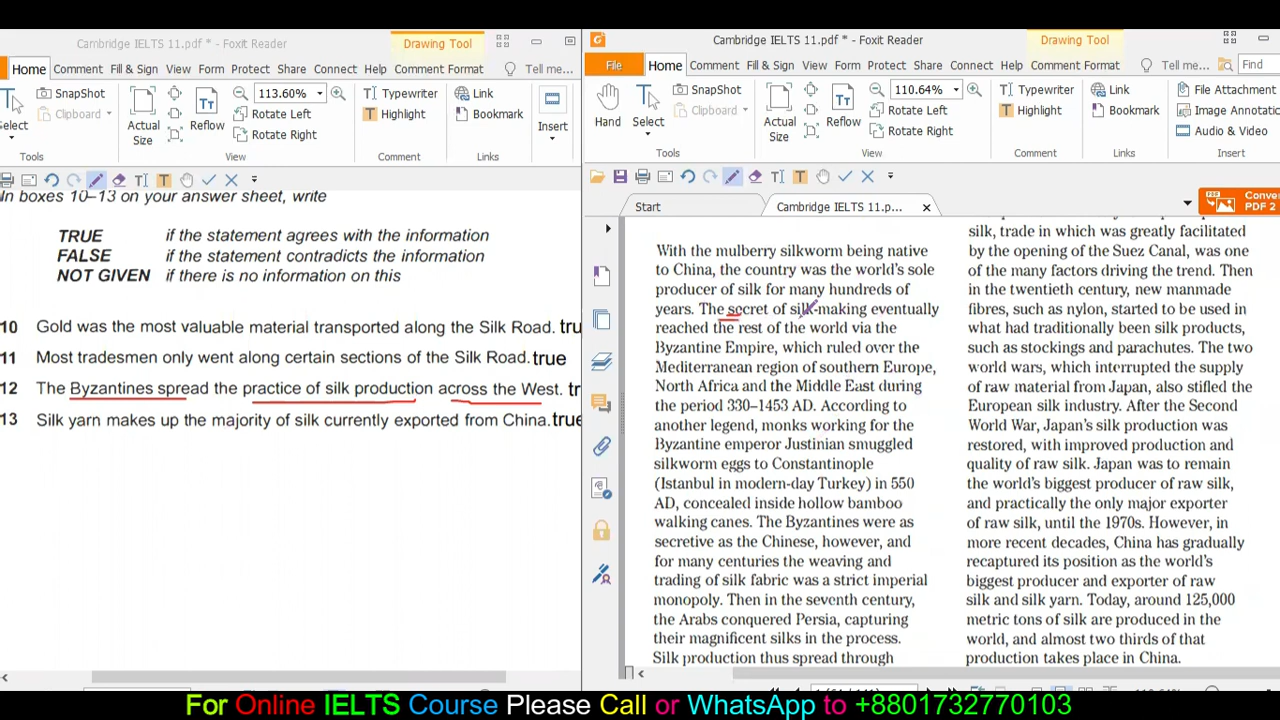 Cambridge IELTS 11.pdf * - Foxit Reader
Drawing Tool
Home Comment Fill & Sign View Form Protect Share Connect Help Comment Format Tell me...
SnapShot
Clipboard
Select
Actual Size
Reflow
113.60%
Rotate Left
Rotate Right
Typewriter
Highlight
Link
Bookmark
Insert
Tools View Comment Links
In boxes 10–13 on your answer sheet, write
TRUE if the statement agrees with the information
FALSE if the statement contradicts the information
NOT GIVEN if there is no information on this
10 Gold was the most valuable material transported along the Silk Road. tru
11 Most tradesmen only went along certain sections of the Silk Road. true
12 The Byzantines spread the practice of silk production across the West. tr
13 Silk yarn makes up the majority of silk currently exported from China. true
Cambridge IELTS 11.pdf * - Foxit Reader
Drawing Tool
File Home Comment Fill & Sign View Form Protect Share Connect Help Comment Format Tell me... Find
Hand
Select
SnapShot
Clipboard
Actual Size
Reflow
110.64%
Rotate Left
Rotate Right
Typewriter
Highlight
Link
Bookmark
File Attachment
Image Annotatio
Audio & Video
Tools View Comment Links Insert
Start
Cambridge IELTS 11.p...
Conver
PDF 2
With the mulberry silkworm being native
to China, the country was the world's sole
producer of silk for many hundreds of
years. The secret of silk-making eventually
reached the rest of the world via the
Byzantine Empire, which ruled over the
Mediterranean region of southern Europe,
North Africa and the Middle East during
the period 330–1453 AD. According to
another legend, monks working for the
Byzantine emperor Justinian smuggled
silkworm eggs to Constantinople
(Istanbul in modern-day Turkey) in 550
AD, concealed inside hollow bamboo
walking canes. The Byzantines were as
secretive as the Chinese, however, and
for many centuries the weaving and
trading of silk fabric was a strict imperial
monopoly. Then in the seventh century,
the Arabs conquered Persia, capturing
their magnificent silks in the process.
Silk production thus spread through
silk, trade in which was greatly facilitated
by the opening of the Suez Canal, was one
of the many factors driving the trend. Then
in the twentieth century, new manmade
fibres, such as nylon, started to be used in
what had traditionally been silk products,
such as stockings and parachutes. The two
world wars, which interrupted the supply
of raw material from Japan, also stifled the
European silk industry. After the Second
World War, Japan's silk production was
restored, with improved production and
quality of raw silk. Japan was to remain
the world's biggest producer of raw silk,
and practically the only major exporter
of raw silk, until the 1970s. However, in
more recent decades, China has gradually
recaptured its position as the world's
biggest producer and exporter of raw
silk and silk yarn. Today, around 125,000
metric tons of silk are produced in the
world, and almost two thirds of that
production takes place in China.
For Online IELTS Course Please Call or WhatsApp to +8801732770103